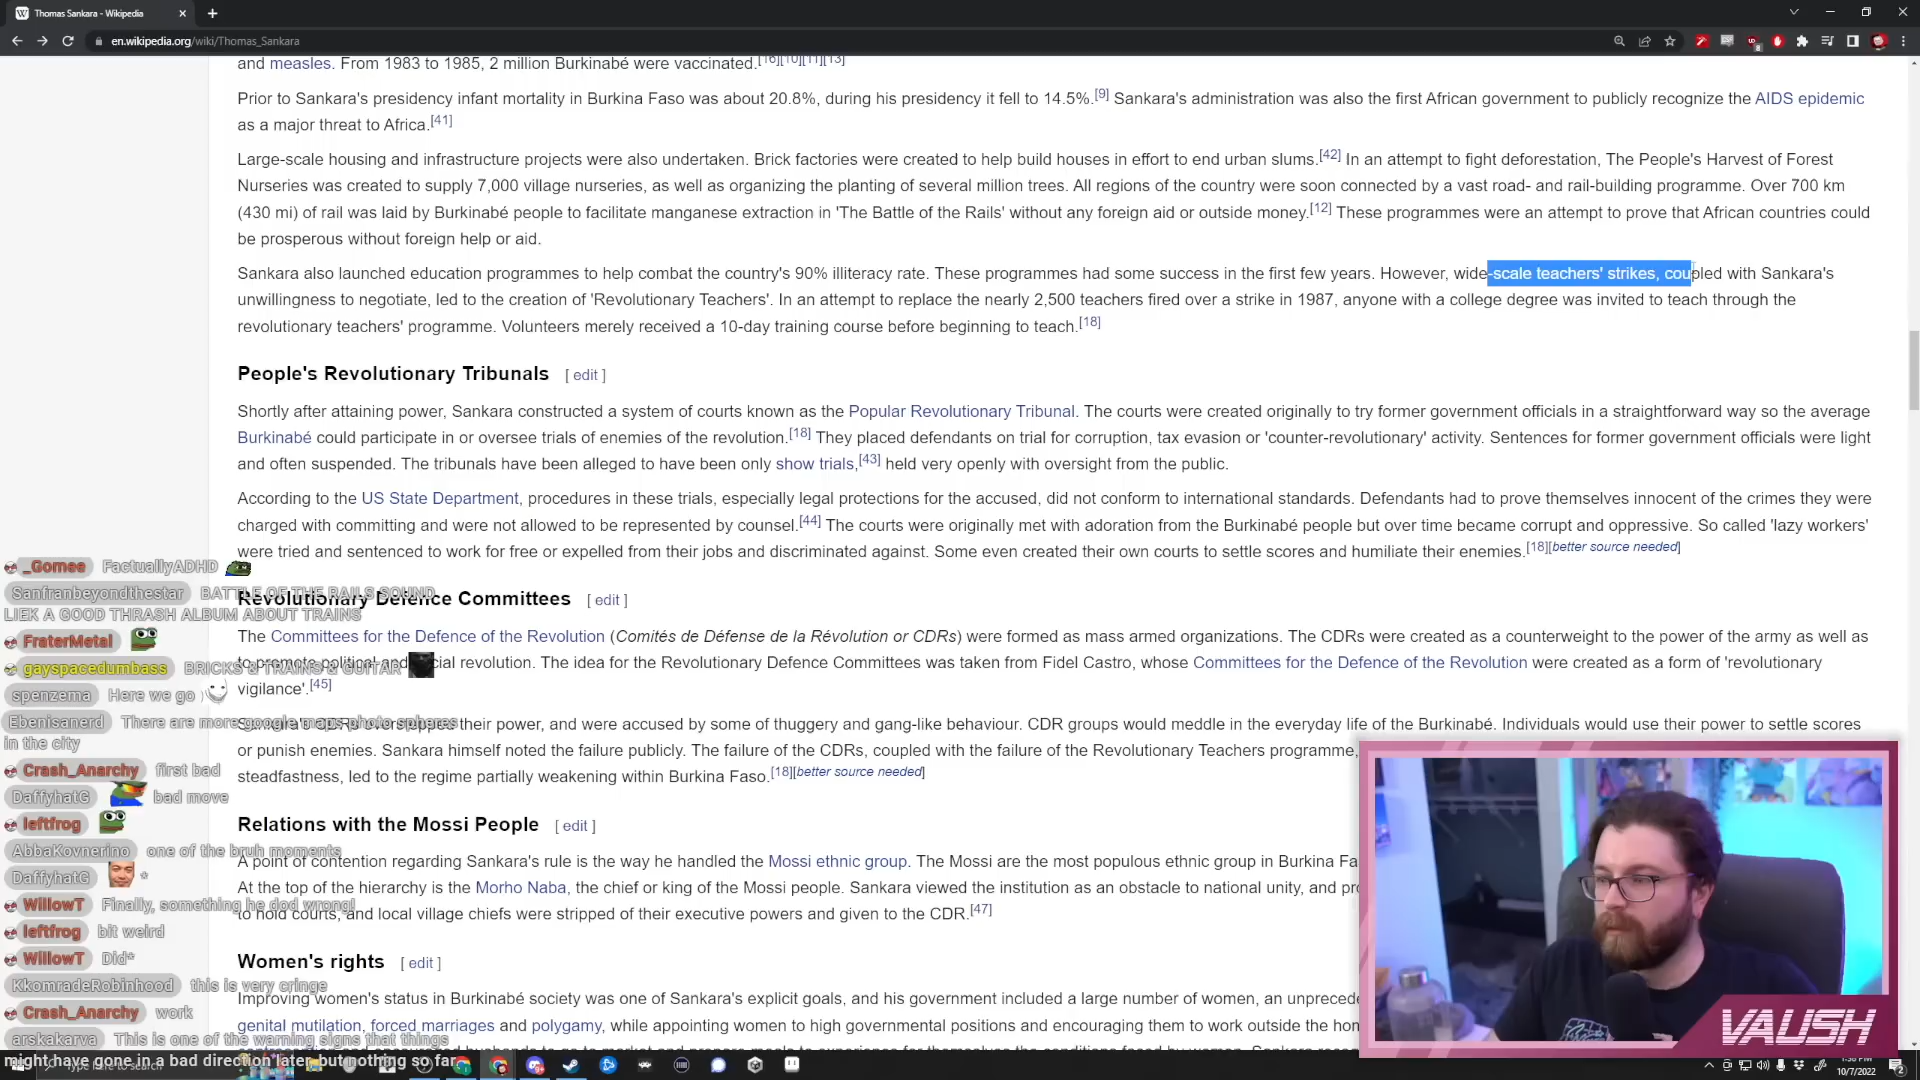 Thomas Sankara - Wikipedia
en.wikipedia.org/wiki/Thomas_Sankara
and measles. From 1983 to 1985, 2 million Burkinabé were vaccinated.[16][10][11][13]
Prior to Sankara's presidency infant mortality in Burkina Faso was about 20.8%, during his presidency it fell to 14.5%.[9] Sankara's administration was also the first African government to publicly recognize the AIDS epidemic
as a major threat to Africa.[41]
Large-scale housing and infrastructure projects were also undertaken. Brick factories were created to help build houses in effort to end urban slums.[42] In an attempt to fight deforestation, The People's Harvest of Forest
Nurseries was created to supply 7,000 village nurseries, as well as organizing the planting of several million trees. All regions of the country were soon connected by a vast road- and rail-building programme. Over 700 km
(430 mi) of rail was laid by Burkinabé people to facilitate manganese extraction in 'The Battle of the Rails' without any foreign aid or outside money.[12] These programmes were an attempt to prove that African countries could
be prosperous without foreign help or aid.
Sankara also launched education programmes to help combat the country's 90% illiteracy rate. These programmes had some success in the first few years. However, wide-scale teachers' strikes, coupled with Sankara's
unwillingness to negotiate, led to the creation of 'Revolutionary Teachers'. In an attempt to replace the nearly 2,500 teachers fired over a strike in 1987, anyone with a college degree was invited to teach through the
revolutionary teachers' programme. Volunteers merely received a 10-day training course before beginning to teach.[18]
People's Revolutionary Tribunals [ edit ]
Shortly after attaining power, Sankara constructed a system of courts known as the Popular Revolutionary Tribunal. The courts were created originally to try former government officials in a straightforward way so the average
Burkinabé could participate in or oversee trials of enemies of the revolution.[18] They placed defendants on trial for corruption, tax evasion or 'counter-revolutionary' activity. Sentences for former government officials were light
and often suspended. The tribunals have been alleged to have been only show trials,[43] held very openly with oversight from the public.
According to the US State Department, procedures in these trials, especially legal protections for the accused, did not conform to international standards. Defendants had to prove themselves innocent of the crimes they were
charged with committing and were not allowed to be represented by counsel.[44] The courts were originally met with adoration from the Burkinabé people but over time became corrupt and oppressive. So called 'lazy workers'
were tried and sentenced to work for free or expelled from their jobs and discriminated against. Some even created their own courts to settle scores and humiliate their enemies.[18][better source needed]
Revolutionary Defence Committees [ edit ]
The Committees for the Defence of the Revolution (Comités de Défense de la Révolution or CDRs) were formed as mass armed organizations. The CDRs were created as a counterweight to the power of the army as well as
to promote political and social revolution. The idea for the Revolutionary Defence Committees was taken from Fidel Castro, whose Committees for the Defence of the Revolution were created as a form of 'revolutionary
vigilance'.[45]
Sankara's CDRs overstepped their power, and were accused by some of thuggery and gang-like behaviour. CDR groups would meddle in the everyday life of the Burkinabé. Individuals would use their power to settle scores
or punish enemies. Sankara himself noted the failure publicly. The failure of the CDRs, coupled with the failure of the Revolutionary Teachers programme,
steadfastness, led to the regime partially weakening within Burkina Faso.[18][better source needed]
Relations with the Mossi People [ edit ]
A point of contention regarding Sankara's rule is the way he handled the Mossi ethnic group. The Mossi are the most populous ethnic group in Burkina Fa
At the top of the hierarchy is the Morho Naba, the chief or king of the Mossi people. Sankara viewed the institution as an obstacle to national unity, and pr
to hold courts, and local village chiefs were stripped of their executive powers and given to the CDR.[47]
Women's rights [ edit ]
Improving women's status in Burkinabé society was one of Sankara's explicit goals, and his government included a large number of women, an unprecede
genital mutilation, forced marriages and polygamy, while appointing women to high governmental positions and encouraging them to work outside the hom
_Gornee FactuallyADHD
Sanfranbeyondthestar BATTLE OF THE RAILS SOUND
LIEK A GOOD THRASH ALBUM ABOUT TRAINS
FraterMetal
gayspacedumbass BRICKS & TRAINS & GUITAR
spenzema Here we go
Ebenisanerd There are more google maps photo spheres
in the city
Crash_Anarchy first bad
DaffyhatG bad move
leftfrog
AbbaKovnerino one of the bruh moments
DaffyhatG *
WillowT Finally, something he dod wrong!
leftfrog bit weird
WillowT Did*
KkomradeRobinhood this is very cringe
Crash_Anarchy work
arskakarva This is one of the warning signs that things
might have gone in a bad direction later but nothing so far
VAUSH
1:38 PM
10/7/2022